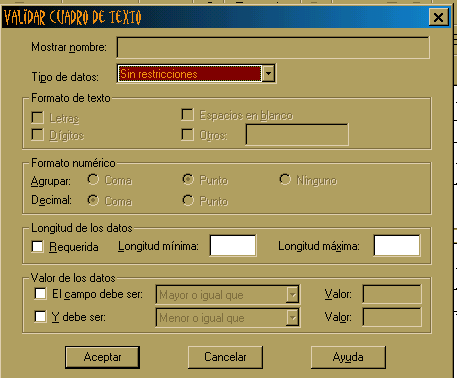 VALIDAR CUADRO DE TEXTO
Mostrar nombre:
Tipo de datos: Sin restricciones
Formato de texto
Letras Espacios en blanco
Dígitos Otros:
Formato numérico
Agrupar: Coma Punto Ninguno
Decimal: Coma Punto
Longitud de los datos
Requerida Longitud mínima: Longitud máxima:
Valor de los datos
El campo debe ser: Mayor o igual que Valor:
Y debe ser: Menor o igual que Valor:
Aceptar Cancelar Ayuda